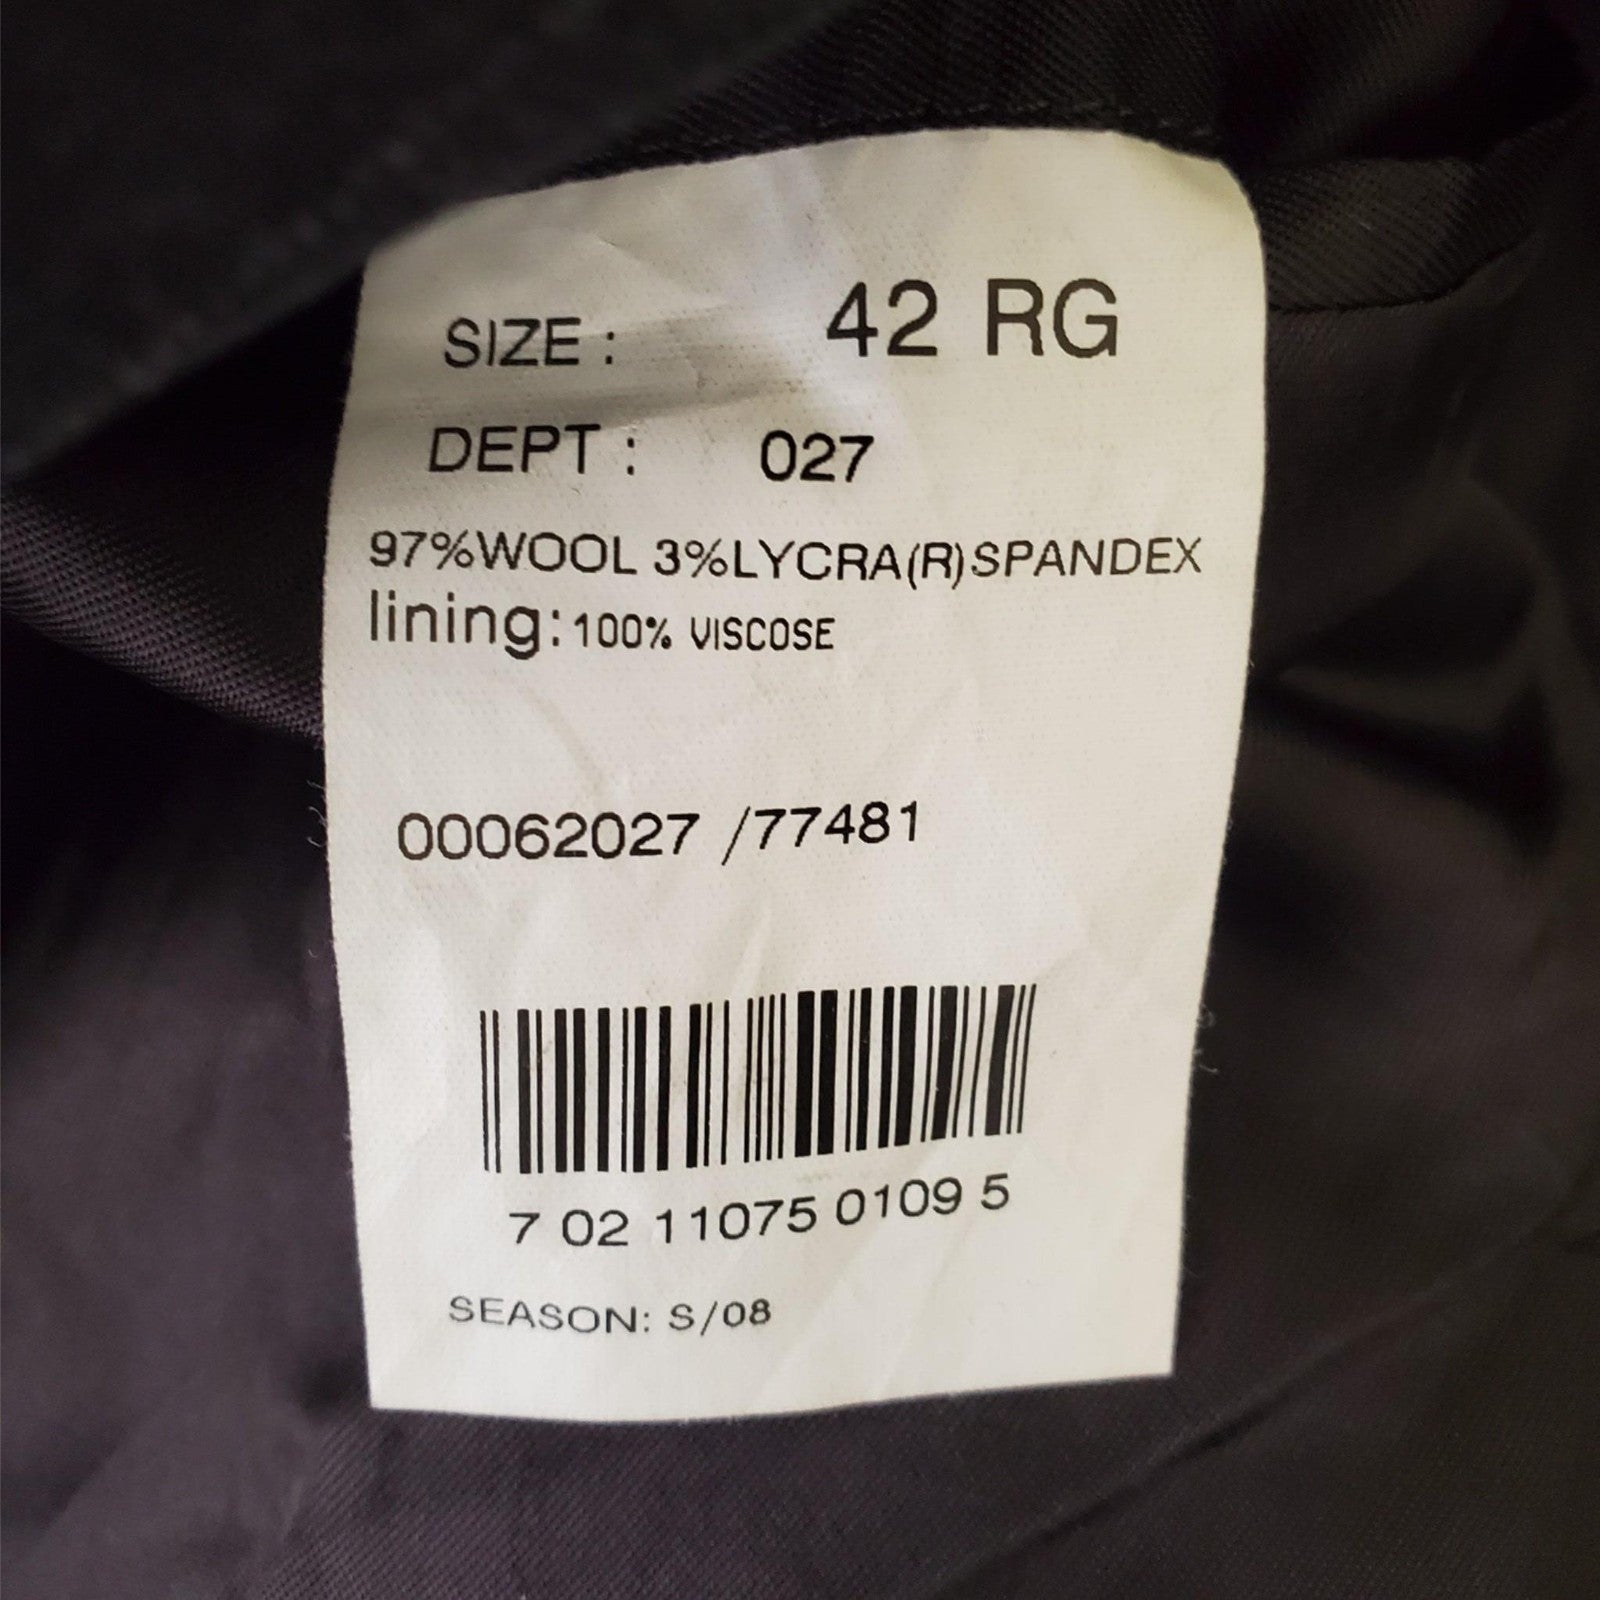 SIZE : 42 RG
DEPT : 027
97%WOOL 3%LYCRA(R)SPANDEX
lining: 100% VISCOSE
00062027 /77481
7 02 11075 0109 5
SEASON: S/08